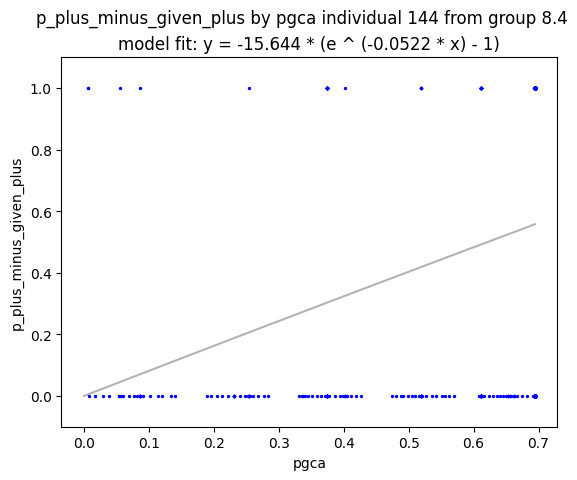 p_plus_minus_given_plus by pgca individual 144 from group 8.4
model fit: y = -15.644 * (e ^ (-0.0522 * x) - 1)
p_plus_minus_given_plus
1.0
0.8
0.6
0.4
0.2
0.0
0.0 0.1 0.2 0.3 0.4 0.5 0.6 0.7
pgca